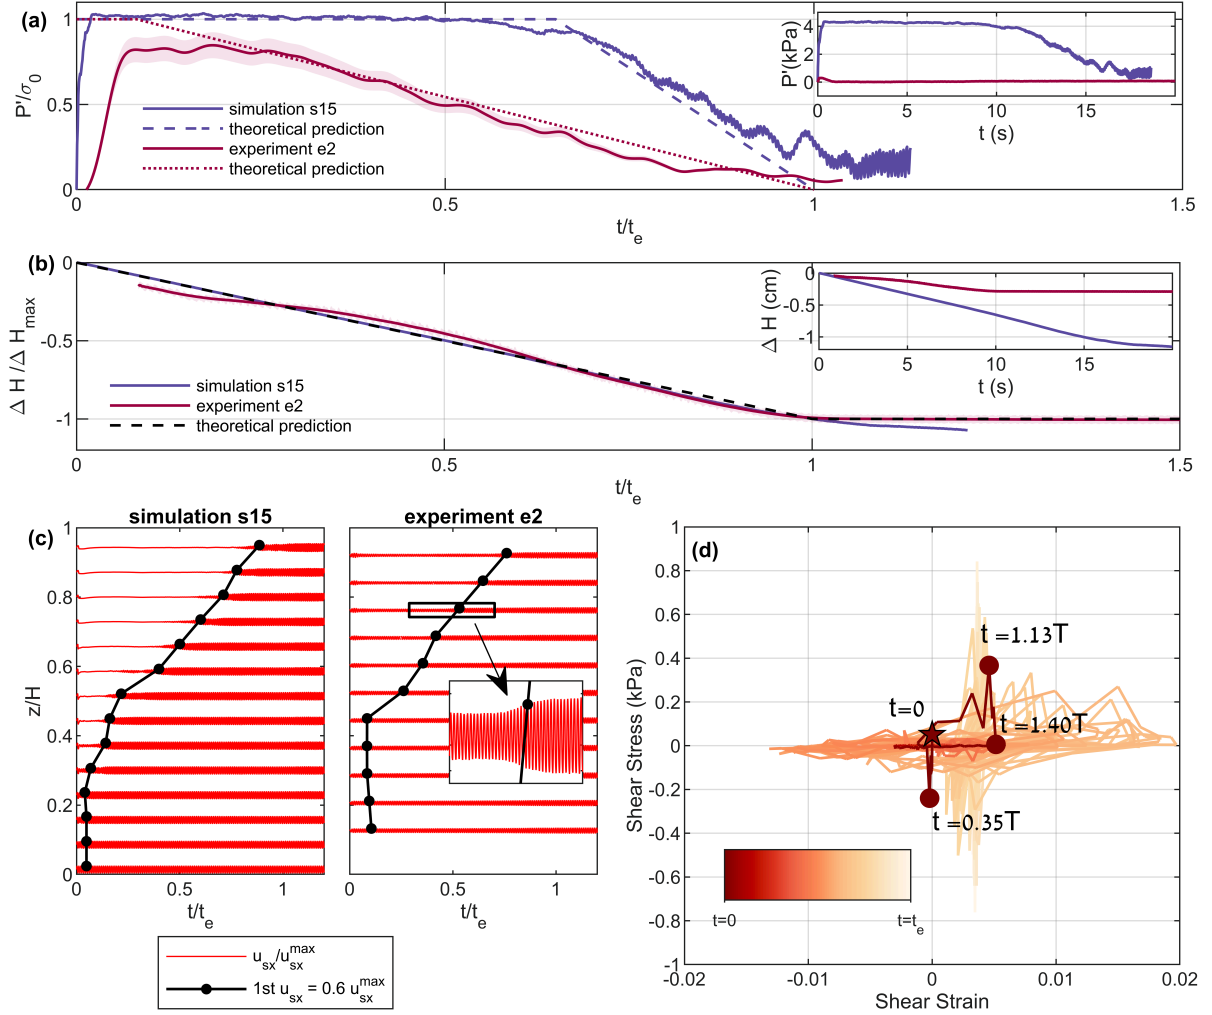 (a)
P'/σ0
1
0.5
0
simulation s15
theoretical prediction
experiment e2
theoretical prediction
0
0.5
1
1.5
t/te
P'(kPa)
4
2
0
0
5
10
15
t (s)
(b)
Δ H / Δ Hmax
0
-0.5
-1
simulation s15
experiment e2
theoretical prediction
0
0.5
1
1.5
t/te
Δ H (cm)
0
-0.5
-1
0
5
10
15
t (s)
simulation s15
experiment e2
(c)
z/H
1
0.8
0.6
0.4
0.2
0
0
0.5
1
t/te
0
0.5
1
t/te
usx/usx^max
1st usx = 0.6 usx^max
(d)
Shear Stress (kPa)
1
0.8
0.6
0.4
0.2
0
-0.2
-0.4
-0.6
-0.8
-1
t =1.13T
t=0
t =1.40T
t =0.35T
t=0
t=te
-0.02
-0.01
0
0.01
0.02
Shear Strain